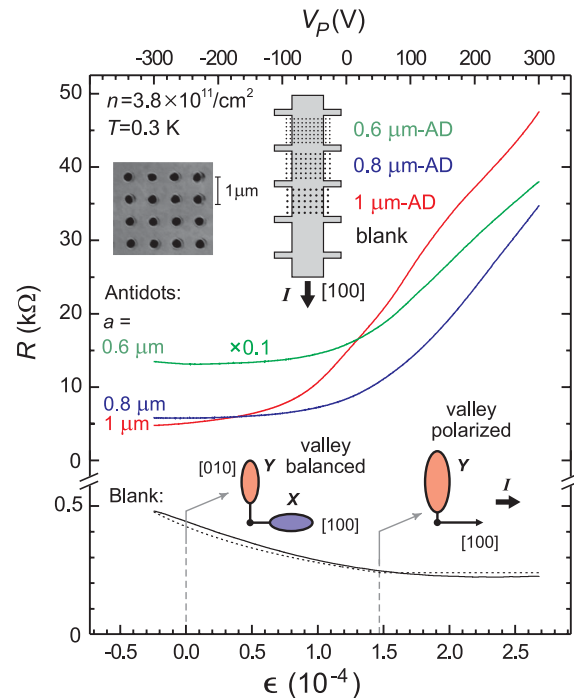 V_P (V)
-300 -200 -100 0 100 200 300
n=3.8×10^11/cm^2
T=0.3 K
1μm
0.6 μm-AD
0.8 μm-AD
1 μm-AD
blank
I [100]
Antidots:
a =
0.6 μm
×0.1
0.8 μm
1 μm
R (kΩ)
50
40
30
20
10
0
0.5
0
Blank:
valley
balanced
[010] Y
X
[100]
valley
polarized
Y
I
[100]
-0.5 0.0 0.5 1.0 1.5 2.0 2.5
ϵ (10^-4)